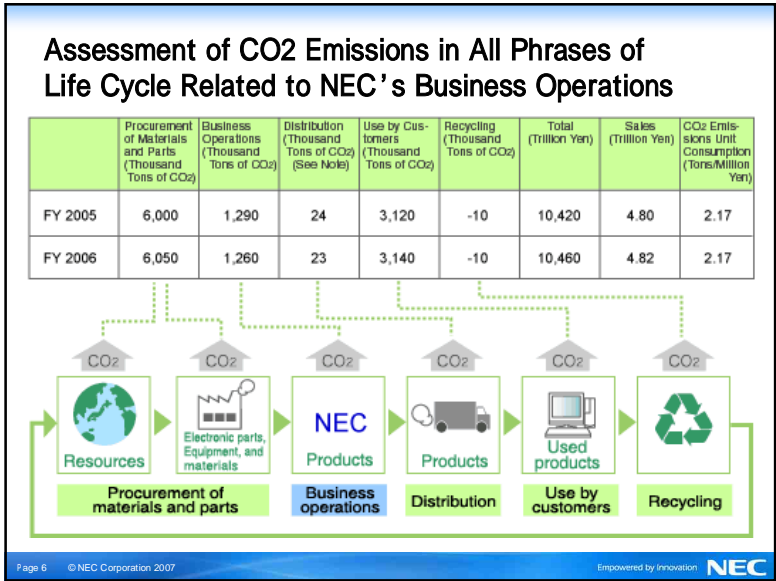 Assessment of CO2 Emissions in All Phrases of
Life Cycle Related to NEC's Business Operations
Procurement
of Materials
and Parts
(Thousand
Tons of CO2)
Business
Operations
(Thousand
Tons of CO2)
Distribution
(Thousand
Tons of CO2)
(See Note)
Use by Cus-
tomers
(Thousand
Tons of CO2)
Recycling
(Thousand
Tons of CO2)
Total
(Trillion Yen)
Sales
(Trillion Yen)
CO2 Emis-
sions Unit
Consumption
(Tons/Million
Yen)
FY 2005 6,000 1,290 24 3,120 -10 10,420 4.80 2.17
FY 2006 6,050 1,260 23 3,140 -10 10,460 4.82 2.17
CO2 CO2 CO2 CO2 CO2 CO2
Resources
Electronic parts,
Equipment, and
materials
NEC
Products
Products
Used
products
Procurement of
materials and parts
Business
operations
Distribution
Use by
customers
Recycling
Page 6 © NEC Corporation 2007
Empowered by Innovation NEC